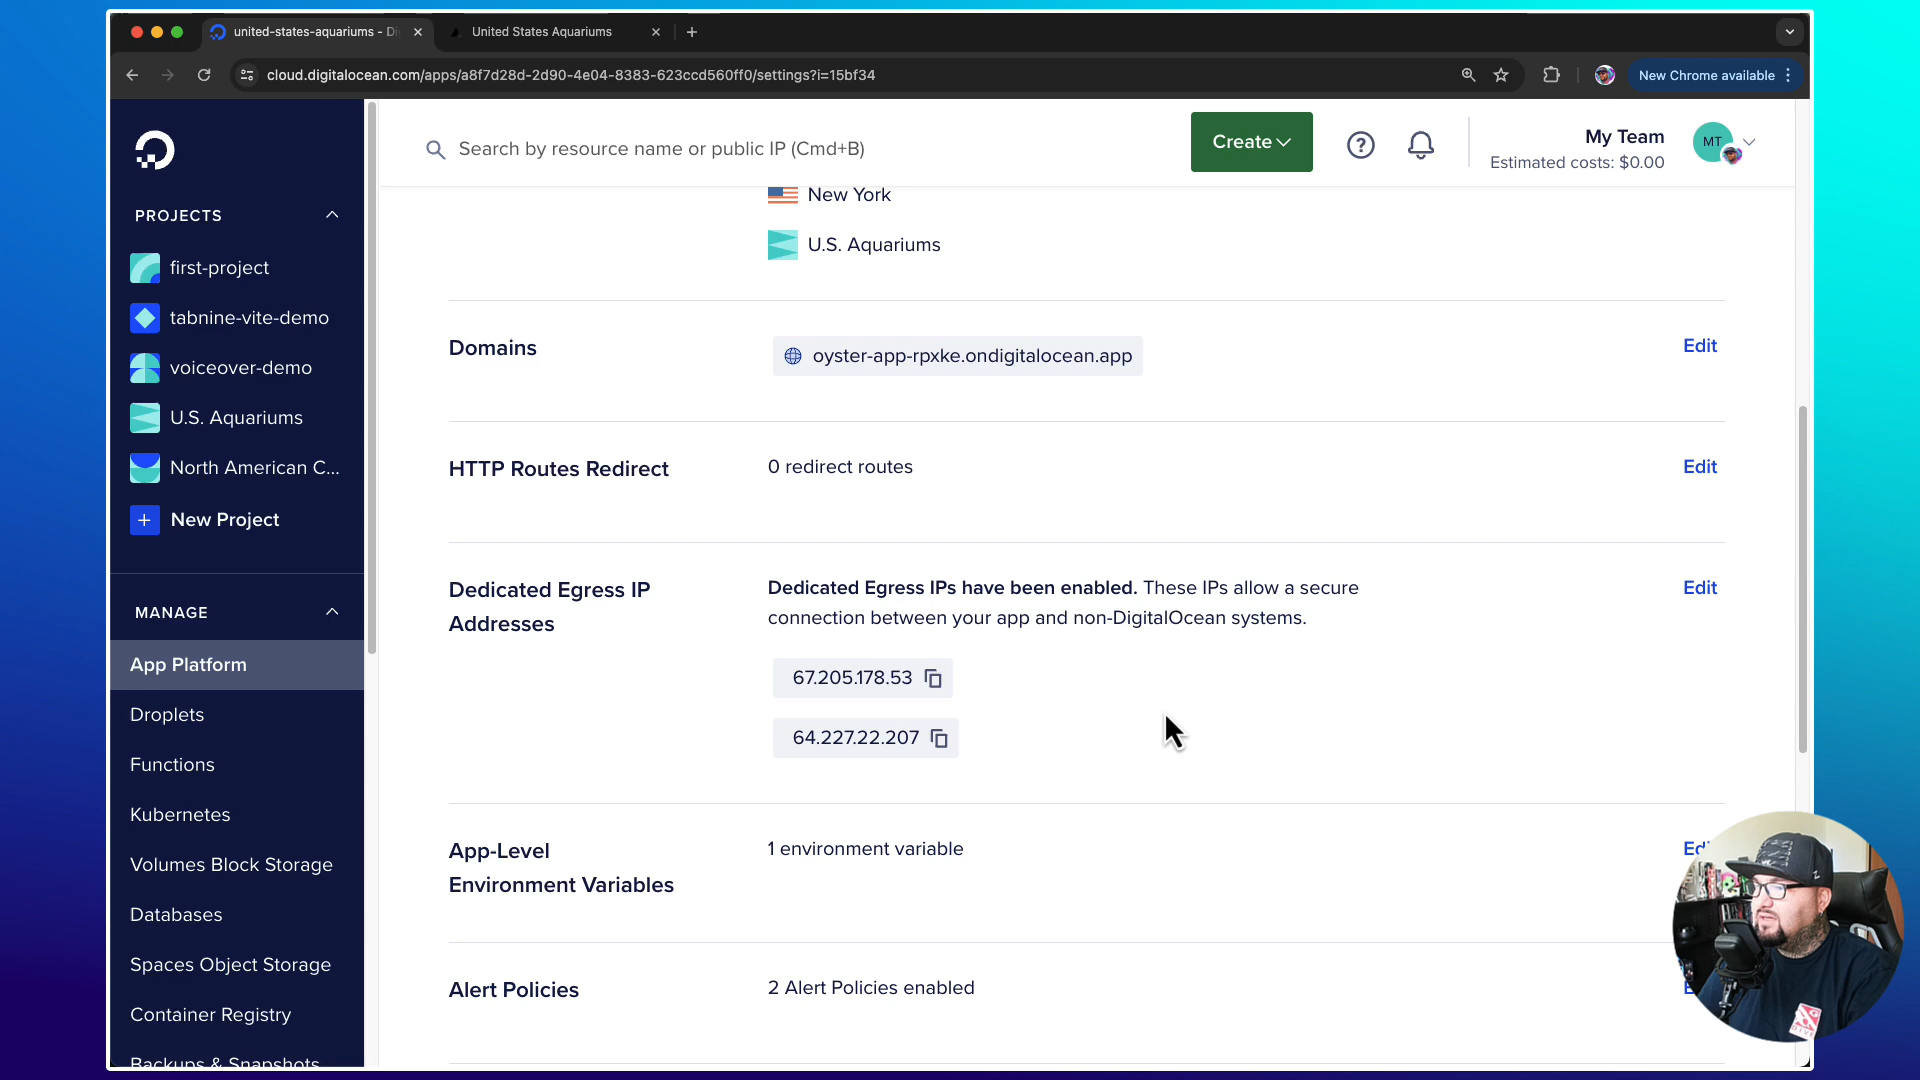 united-states-aquariums - Di
United States Aquariums
cloud.digitalocean.com/apps/a8f7d28d-2d90-4e04-8383-623ccd560ff0/settings?i=15bf34
New Chrome available
Search by resource name or public IP (Cmd+B)
Create
My Team
Estimated costs: $0.00
MT
PROJECTS
first-project
tabnine-vite-demo
voiceover-demo
U.S. Aquariums
North American C...
New Project
MANAGE
App Platform
Droplets
Functions
Kubernetes
Volumes Block Storage
Databases
Spaces Object Storage
Container Registry
Backups & Snapshots
New York
U.S. Aquariums
Domains
oyster-app-rpxke.ondigitalocean.app
Edit
HTTP Routes Redirect
0 redirect routes
Edit
Dedicated Egress IP
Addresses
Dedicated Egress IPs have been enabled. These IPs allow a secure
connection between your app and non-DigitalOcean systems.
Edit
67.205.178.53
64.227.22.207
App-Level
Environment Variables
1 environment variable
Alert Policies
2 Alert Policies enabled